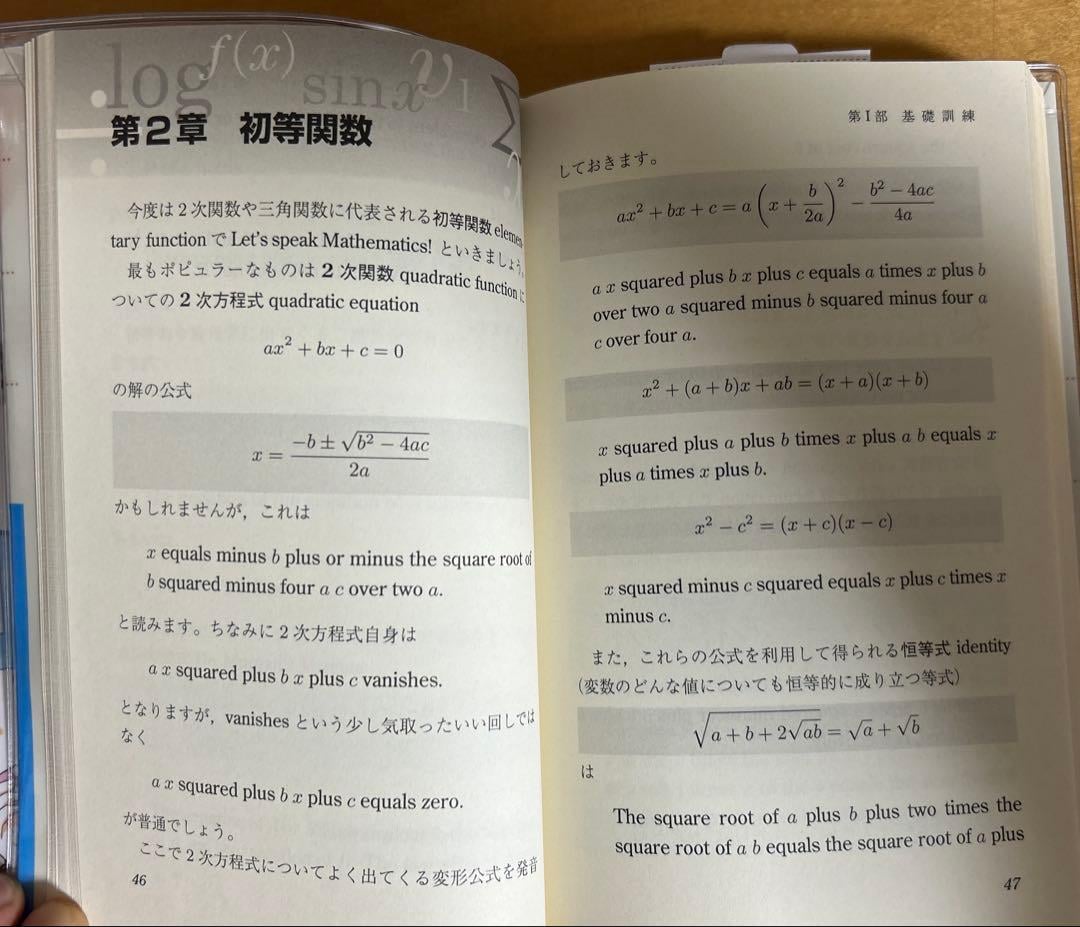 log f(x) sin x v1
第2章 初等関数
今度は2次関数や三角関数に代表される初等関数 elemen-
tary function で Let's speak Mathematics! といきましょう。
最もポピュラーなものは 2 次関数 quadratic function に
ついての 2 次方程式 quadratic equation
ax² + bx + c = 0
の解の公式
x = (−b ± √(b² − 4ac)) / 2a
かもしれませんが，これは
x equals minus b plus or minus the square root of
b squared minus four a c over two a.
と読みます。ちなみに 2 次方程式自身は
a x squared plus b x plus c vanishes.
となりますが，vanishes という少し気取ったいい回しでは
なく
a x squared plus b x plus c equals zero.
が普通でしょう。
ここで 2 次方程式についてよく出てくる変形公式を発音
46
第I部 基礎訓練
しておきます。
ax² + bx + c = a(x + b/2a)² − (b² − 4ac)/4a
a x squared plus b x plus c equals a times x plus b
over two a squared minus b squared minus four a
c over four a.
x² + (a + b)x + ab = (x + a)(x + b)
x squared plus a plus b times x plus a b equals x
plus a times x plus b.
x² − c² = (x + c)(x − c)
x squared minus c squared equals x plus c times x
minus c.
また，これらの公式を利用して得られる恒等式 identity
（変数のどんな値についても恒等的に成り立つ等式）
√(a + b + 2√ab) = √a + √b
は
The square root of a plus b plus two times the
square root of a b equals the square root of a plus
47